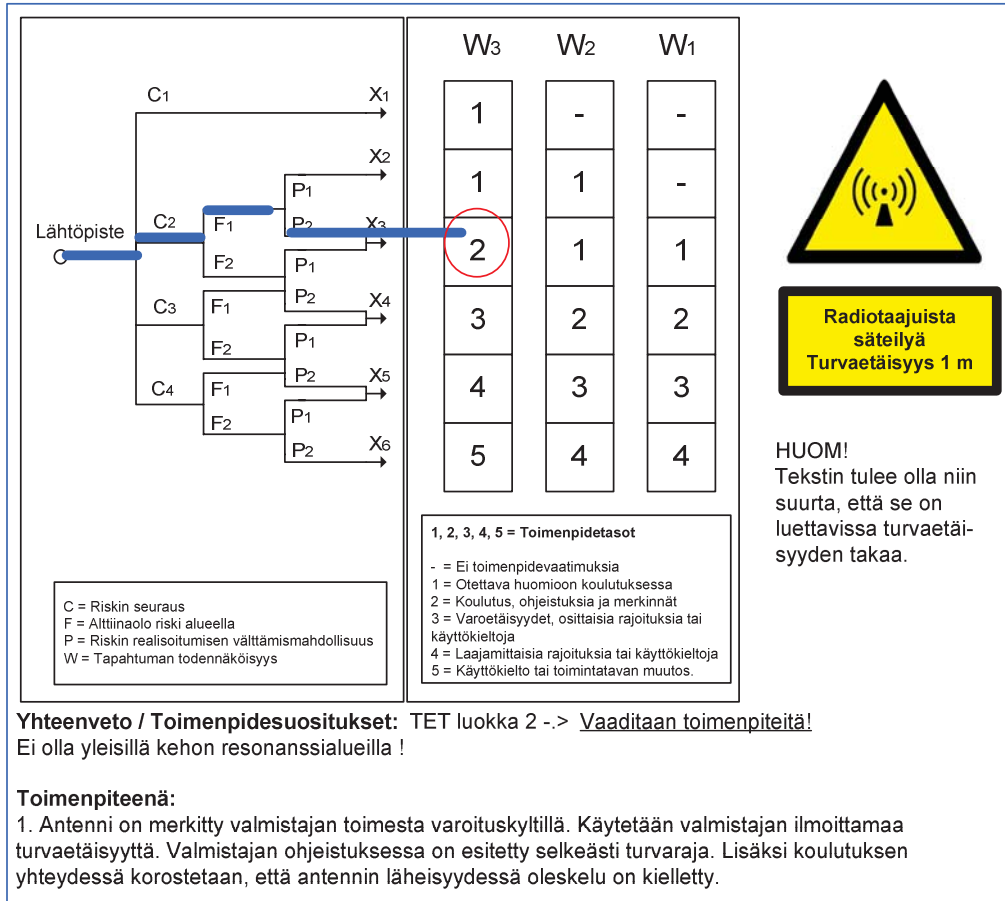 Lähtöpiste
C1
X1
X2
P1
C2
F1
P2
X3
F2
P1
C3
F1
P2
X4
F2
P1
C4
F1
P2
X5
F2
P1
P2
X6
C = Riskin seuraus
F = Alttiinaolo riski alueella
P = Riskin realisoitumisen välttämismahdollisuus
W = Tapahtuman todennäköisyys
W3 W2 W1
1 - -
1 1 -
2 1 1
3 2 2
4 3 3
5 4 4
1, 2, 3, 4, 5 = Toimenpidetasot
- = Ei toimenpidevaatimuksia
1 = Otettava huomioon koulutuksessa
2 = Koulutus, ohjeistuksia ja merkinnät
3 = Varoetäisyydet, osittaisia rajoituksia tai
käyttökieltoja
4 = Laajamittaisia rajoituksia tai käyttökieltoja
5 = Käyttökielto tai toimintatavan muutos.
Radiotaajuista
säteilyä
Turvaetäisyys 1 m
HUOM!
Tekstin tulee olla niin
suurta, että se on
luettavissa turvaetäi-
syyden takaa.
Yhteenveto / Toimenpidesuositukset: TET luokka 2 -.> Vaaditaan toimenpiteitä!
Ei olla yleisillä kehon resonanssialueilla !
Toimenpiteenä:
1. Antenni on merkitty valmistajan toimesta varoituskyltillä. Käytetään valmistajan ilmoittamaa
turvaetäisyyttä. Valmistajan ohjeistuksessa on esitetty selkeästi turvaraja. Lisäksi koulutuksen
yhteydessä korostetaan, että antennin läheisyydessä oleskelu on kielletty.